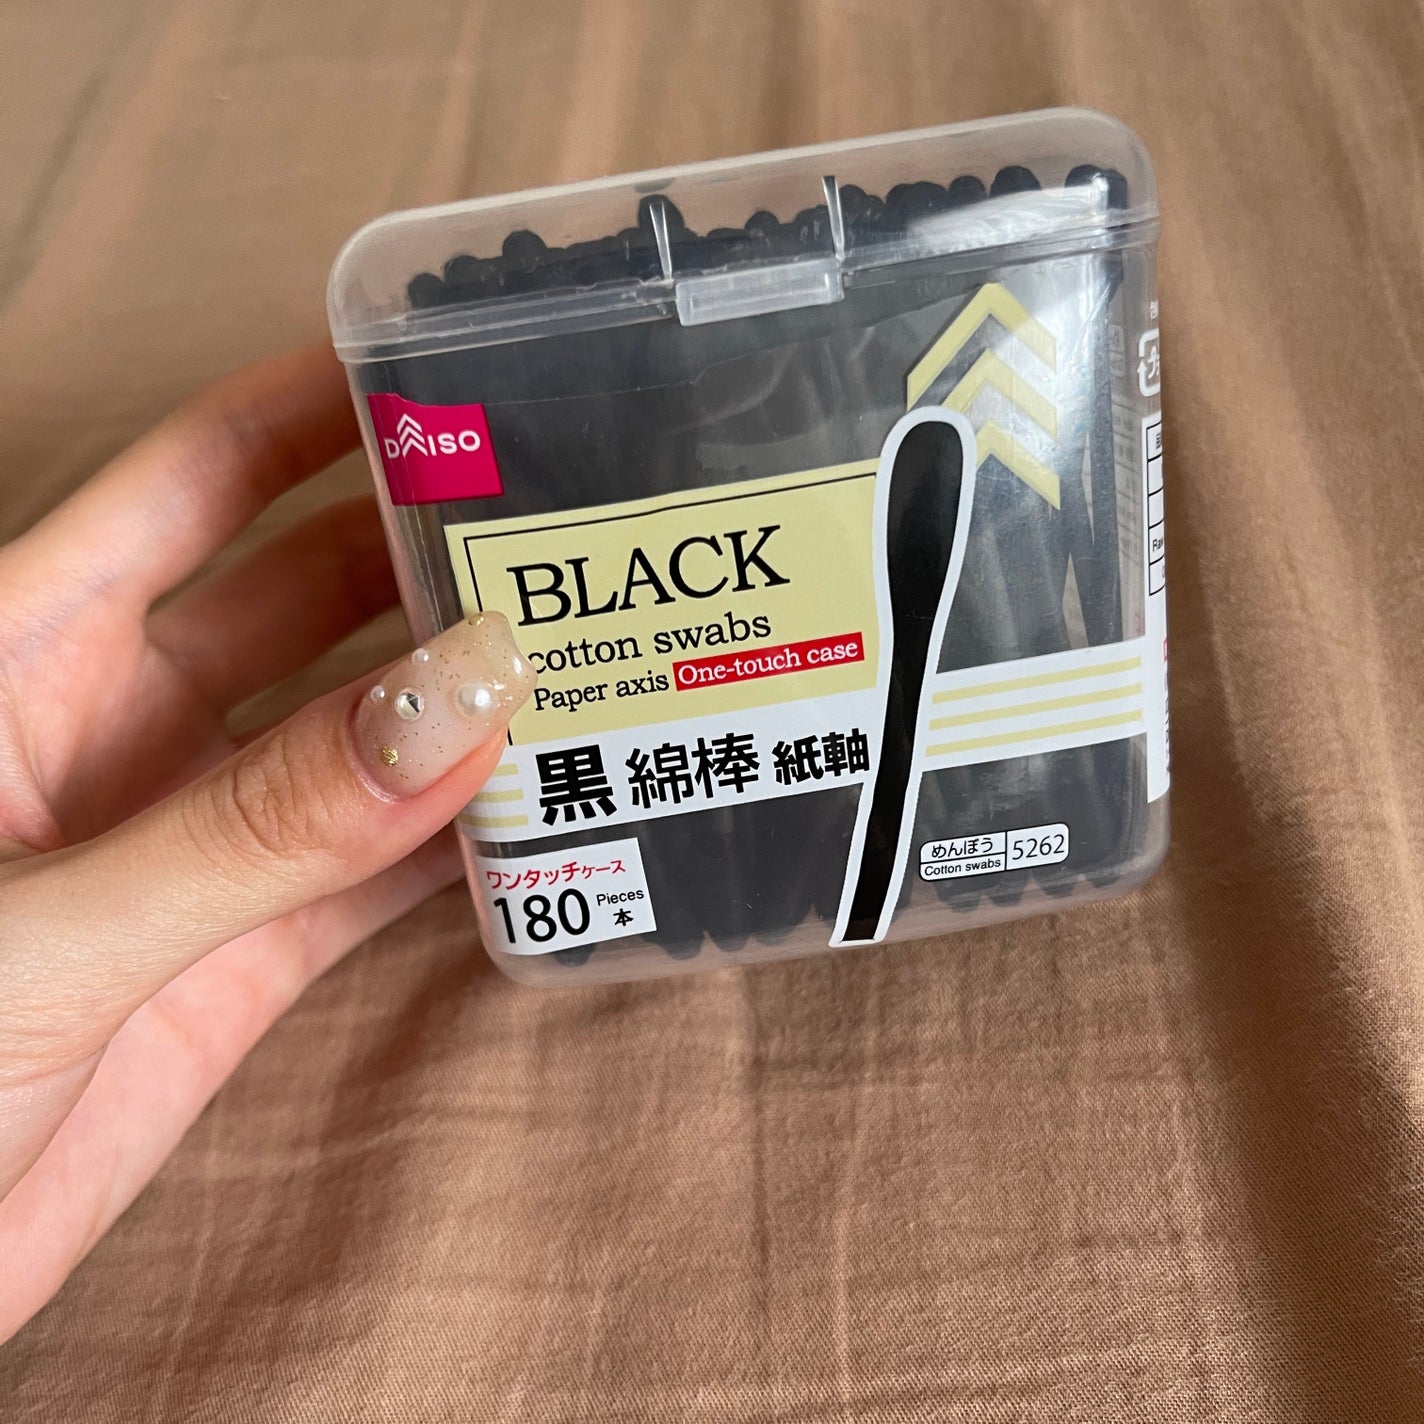 DAISO
BLACK
cotton swabs
Paper axis One-touch case
黒 綿棒 紙軸
ワンタッチケース
180 Pieces 本
めんぼう
Cotton swabs
5262